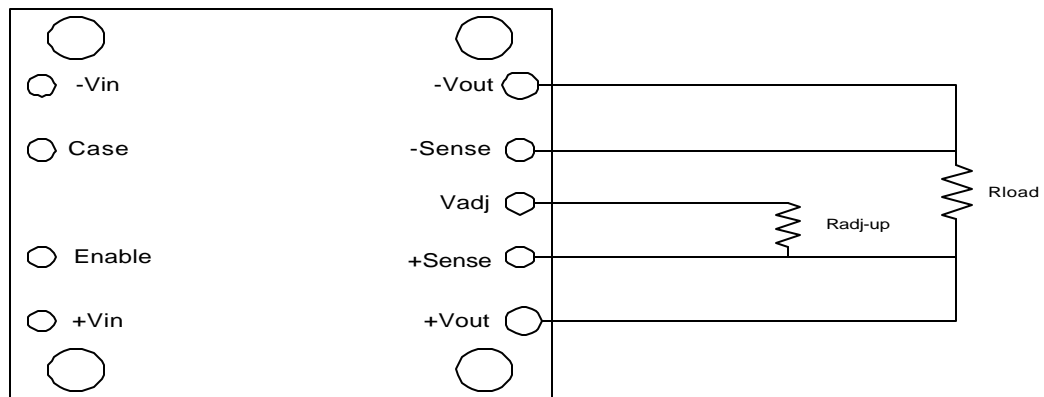 -Vin
-Vout
Case
-Sense
Vadj
Rload
Radj-up
Enable
+Sense
+Vin
+Vout